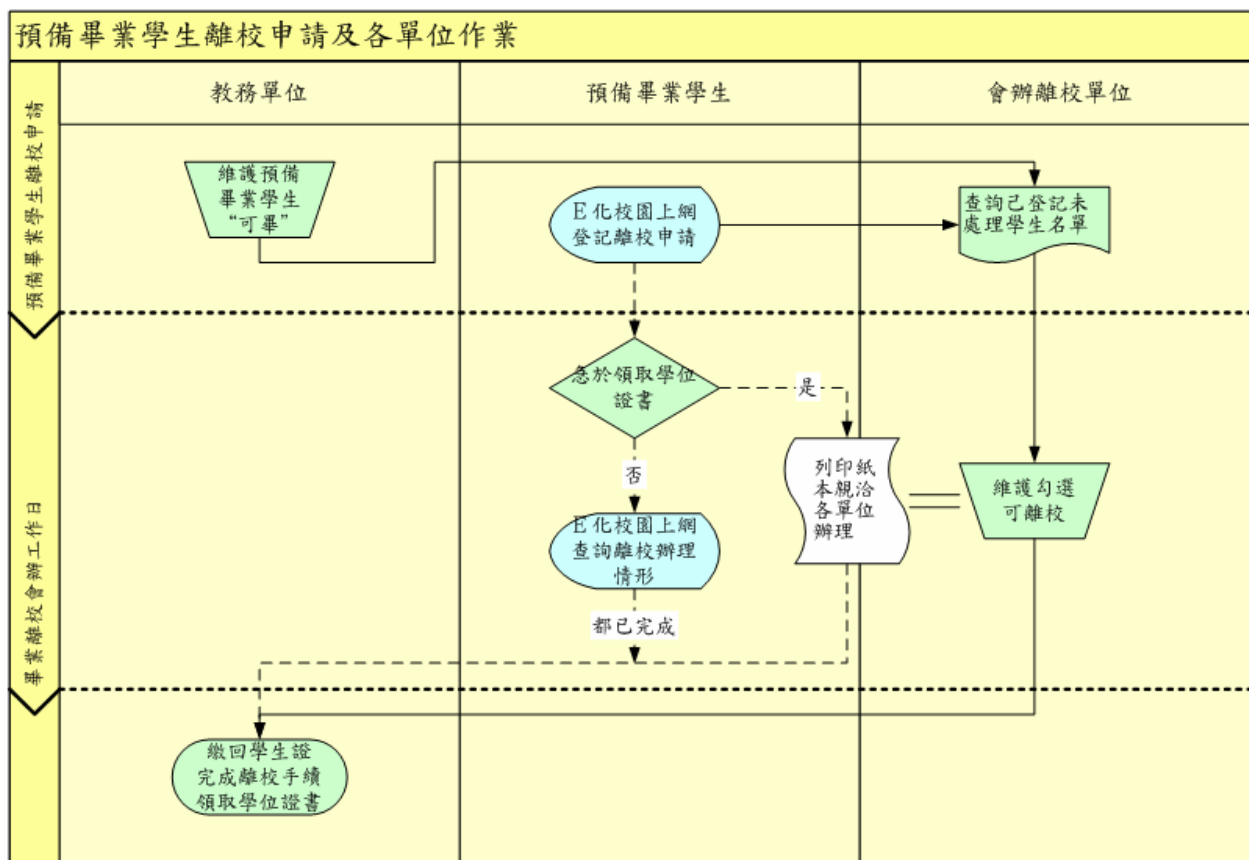 預備畢業學生離校申請及各單位作業
教務單位
預備畢業學生
會辦離校單位
預備畢業學生離校申請
維護預備
畢業學生
“可畢”
E化校園上網
登記離校申請
查詢已登記未
處理學生名單
畢業離校會辦工作日
急於領取學位
證書
是
否
列印紙
本親洽
各單位
辦理
維護勾選
可離校
E化校園上網
查詢離校辦理
情形
都已完成
繳回學生證
完成離校手續
領取學位證書